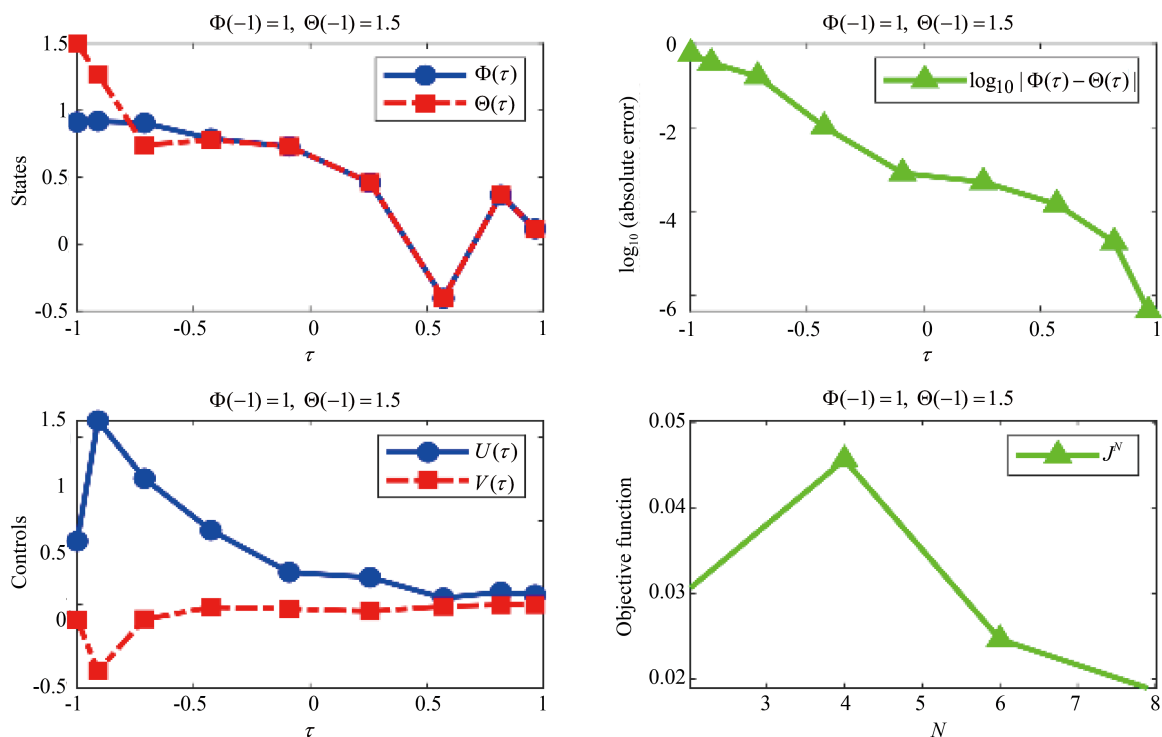 Φ(−1) = 1, Θ(−1) = 1.5
1.5
1
0.5
0
-0.5
States
Φ(τ)
Θ(τ)
-1
-0.5
0
0.5
1
τ
Φ(−1) = 1, Θ(−1) = 1.5
0
-2
-4
-6
log₁₀ (absolute error)
log₁₀ | Φ(τ) − Θ(τ) |
-1
-0.5
0
0.5
1
τ
Φ(−1) = 1, Θ(−1) = 1.5
1.5
1
0.5
0
-0.5
Controls
U(τ)
V(τ)
-1
-0.5
0
0.5
1
τ
Φ(−1) = 1, Θ(−1) = 1.5
0.05
0.04
0.03
0.02
Objective function
Jᴺ
3
4
5
6
7
8
N